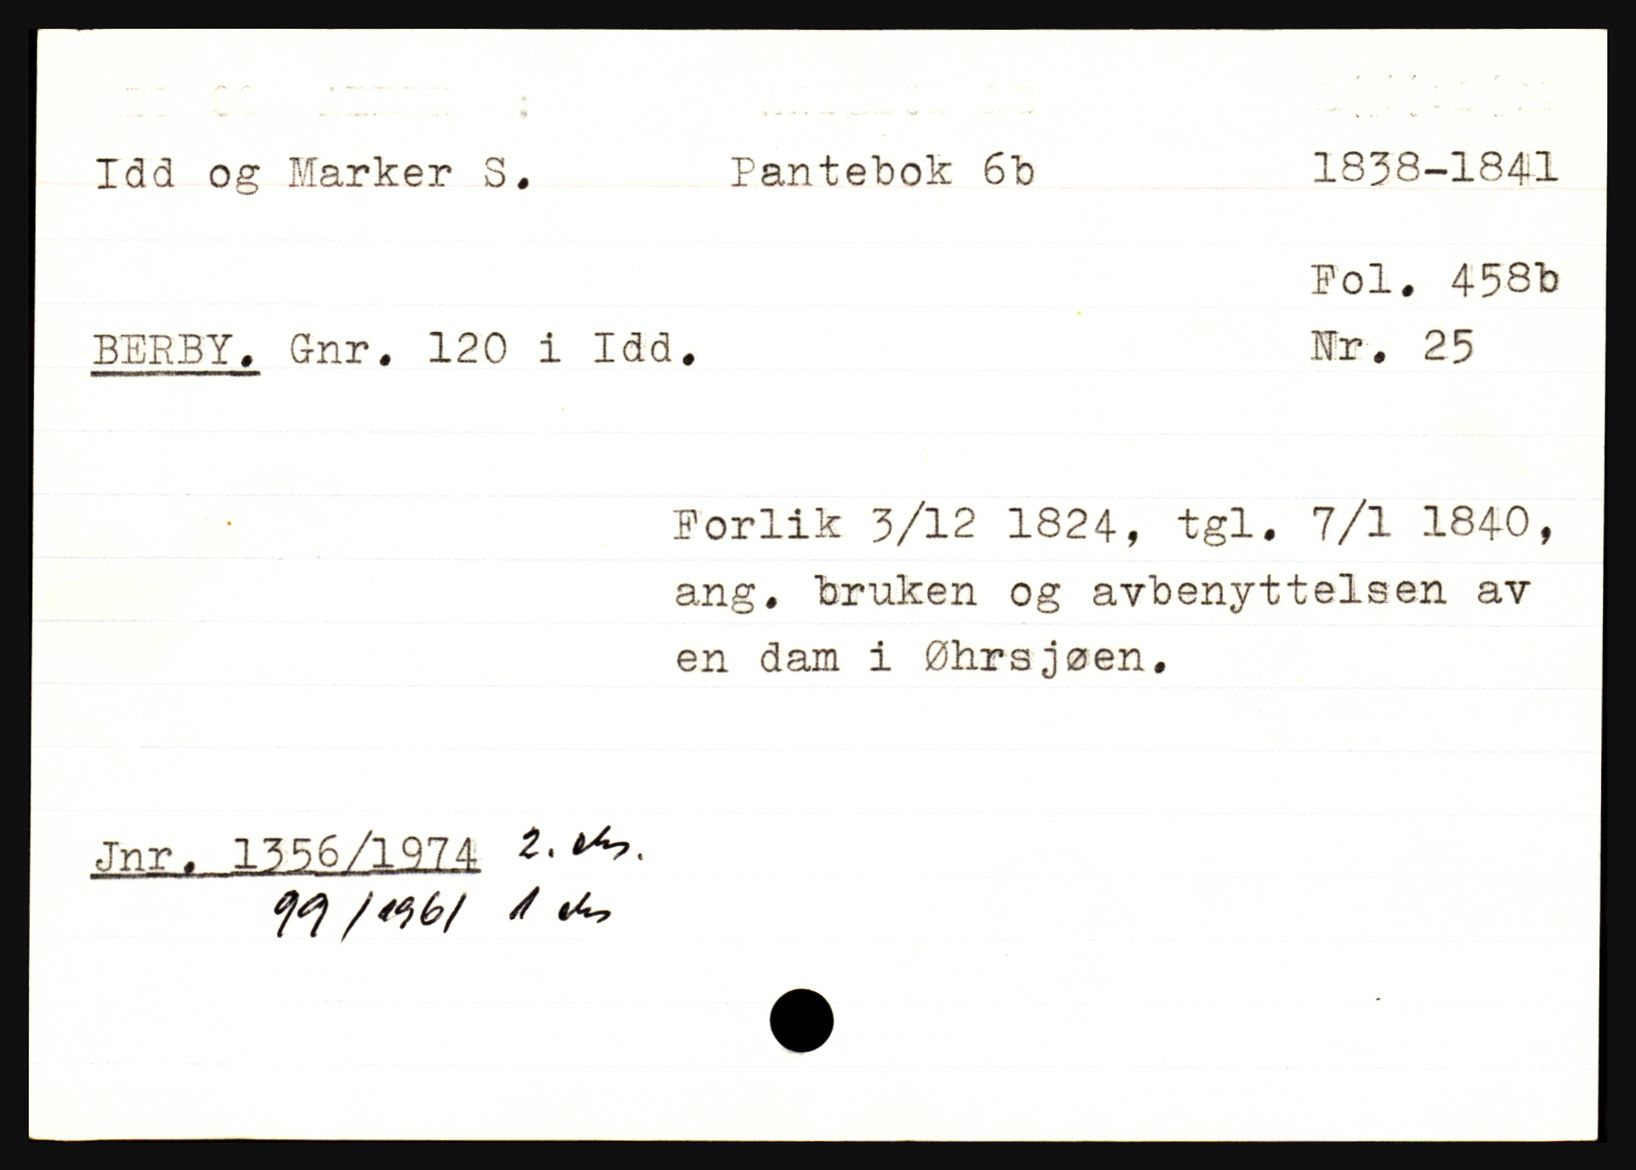 Idd og Marker S. Pantebok 6b 1838-1841
Fol. 458b
BERBY. Gnr. 120 i Idd. Nr. 25
Forlik 3/12 1824, tgl. 7/1 1840,
ang. bruken og avbenyttelsen av
en dam i Øhrsjøen.
Jnr. 1356/1974 2. eks.
99/1961 1 eks